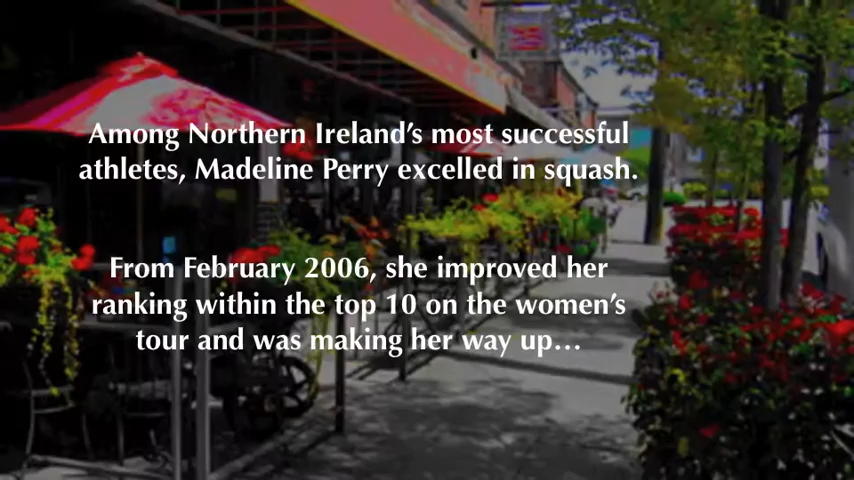 Among Northern Ireland's most successful
athletes, Madeline Perry excelled in squash.
From February 2006, she improved her
ranking within the top 10 on the women's
tour and was making her way up…